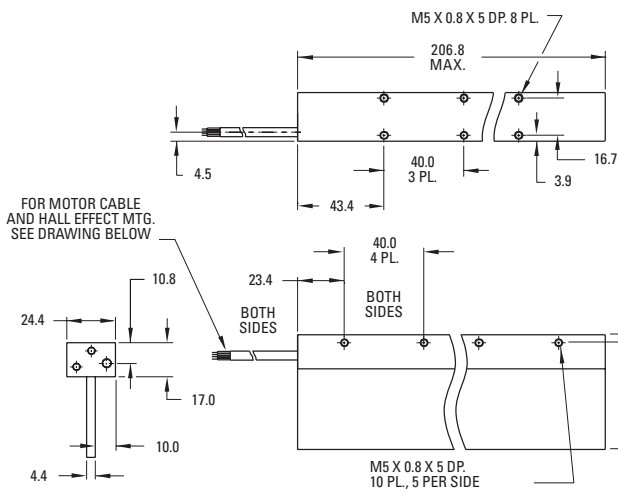 M5 X 0.8 X 5 DP. 8 PL.
206.8
MAX.
4.5
40.0
3 PL.
16.7
3.9
43.4
FOR MOTOR CABLE
AND HALL EFFECT MTG.
SEE DRAWING BELOW
40.0
4 PL.
23.4
10.8
24.4
BOTH
SIDES
BOTH
SIDES
17.0
10.0
4.4
M5 X 0.8 X 5 DP.
10 PL., 5 PER SIDE